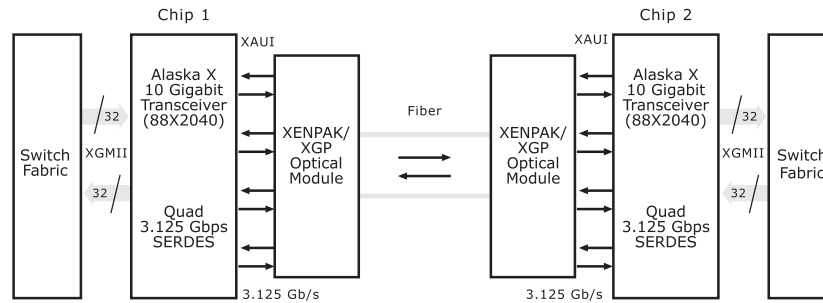 Chip 1
Chip 2
XAUI
XAUI
Alaska X
10 Gigabit
Transceiver
(88X2040)
Alaska X
10 Gigabit
Transceiver
(88X2040)
Fiber
32
32
Switch
Fabric
XGMII
XENPAK/
XGP
Optical
Module
XENPAK/
XGP
Optical
Module
XGMII
Switch
Fabric
32
32
Quad
3.125 Gbps
SERDES
Quad
3.125 Gbps
SERDES
3.125 Gb/s
3.125 Gb/s